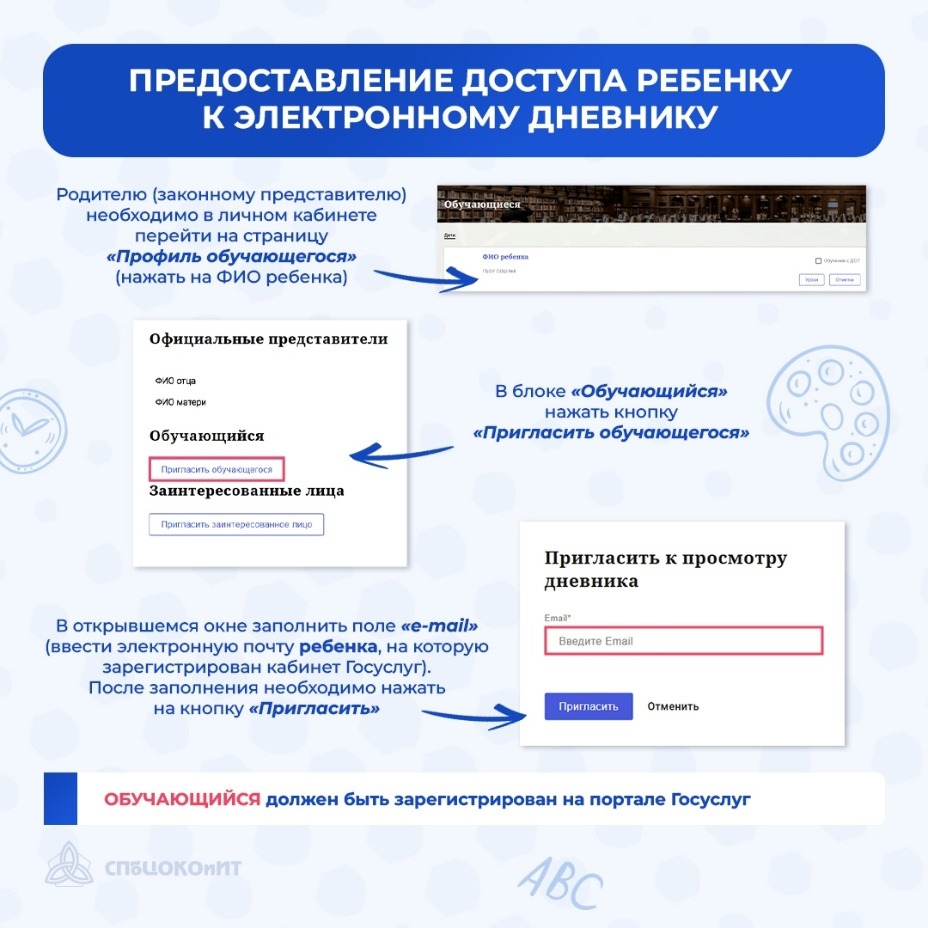 ПРЕДОСТАВЛЕНИЕ ДОСТУПА РЕБЕНКУ
К ЭЛЕКТРОННОМУ ДНЕВНИКУ
Родителю (законному представителю)
необходимо в личном кабинете
перейти на страницу
«Профиль обучающегося»
(нажать на ФИО ребенка)
Обучающиеся
Дети
ФИО ребенка
Обучение с ДОТ
Уроки
Отметки
Официальные представители
ФИО отца
ФИО матери
Обучающийся
Пригласить обучающегося
Заинтересованные лица
Пригласить заинтересованное лицо
В блоке «Обучающийся»
нажать кнопку
«Пригласить обучающегося»
Пригласить к просмотру
дневника
Email*
Введите Email
Пригласить
Отменить
В открывшемся окне заполнить поле «e-mail»
(ввести электронную почту ребенка, на которую
зарегистрирован кабинет Госуслуг).
После заполнения необходимо нажать
на кнопку «Пригласить»
ОБУЧАЮЩИЙСЯ должен быть зарегистрирован на портале Госуслуг
СПбЦОКОиИТ
ABC